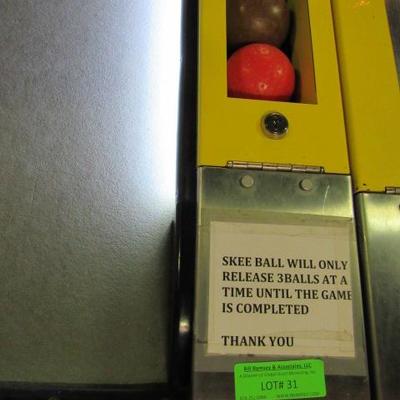 SKEE BALL WILL ONLY
RELEASE 3BALLS AT A
TIME UNTIL THE GAME
IS COMPLETED
THANK YOU
Bill Ramsey & Associates, LLC
LOT# 31